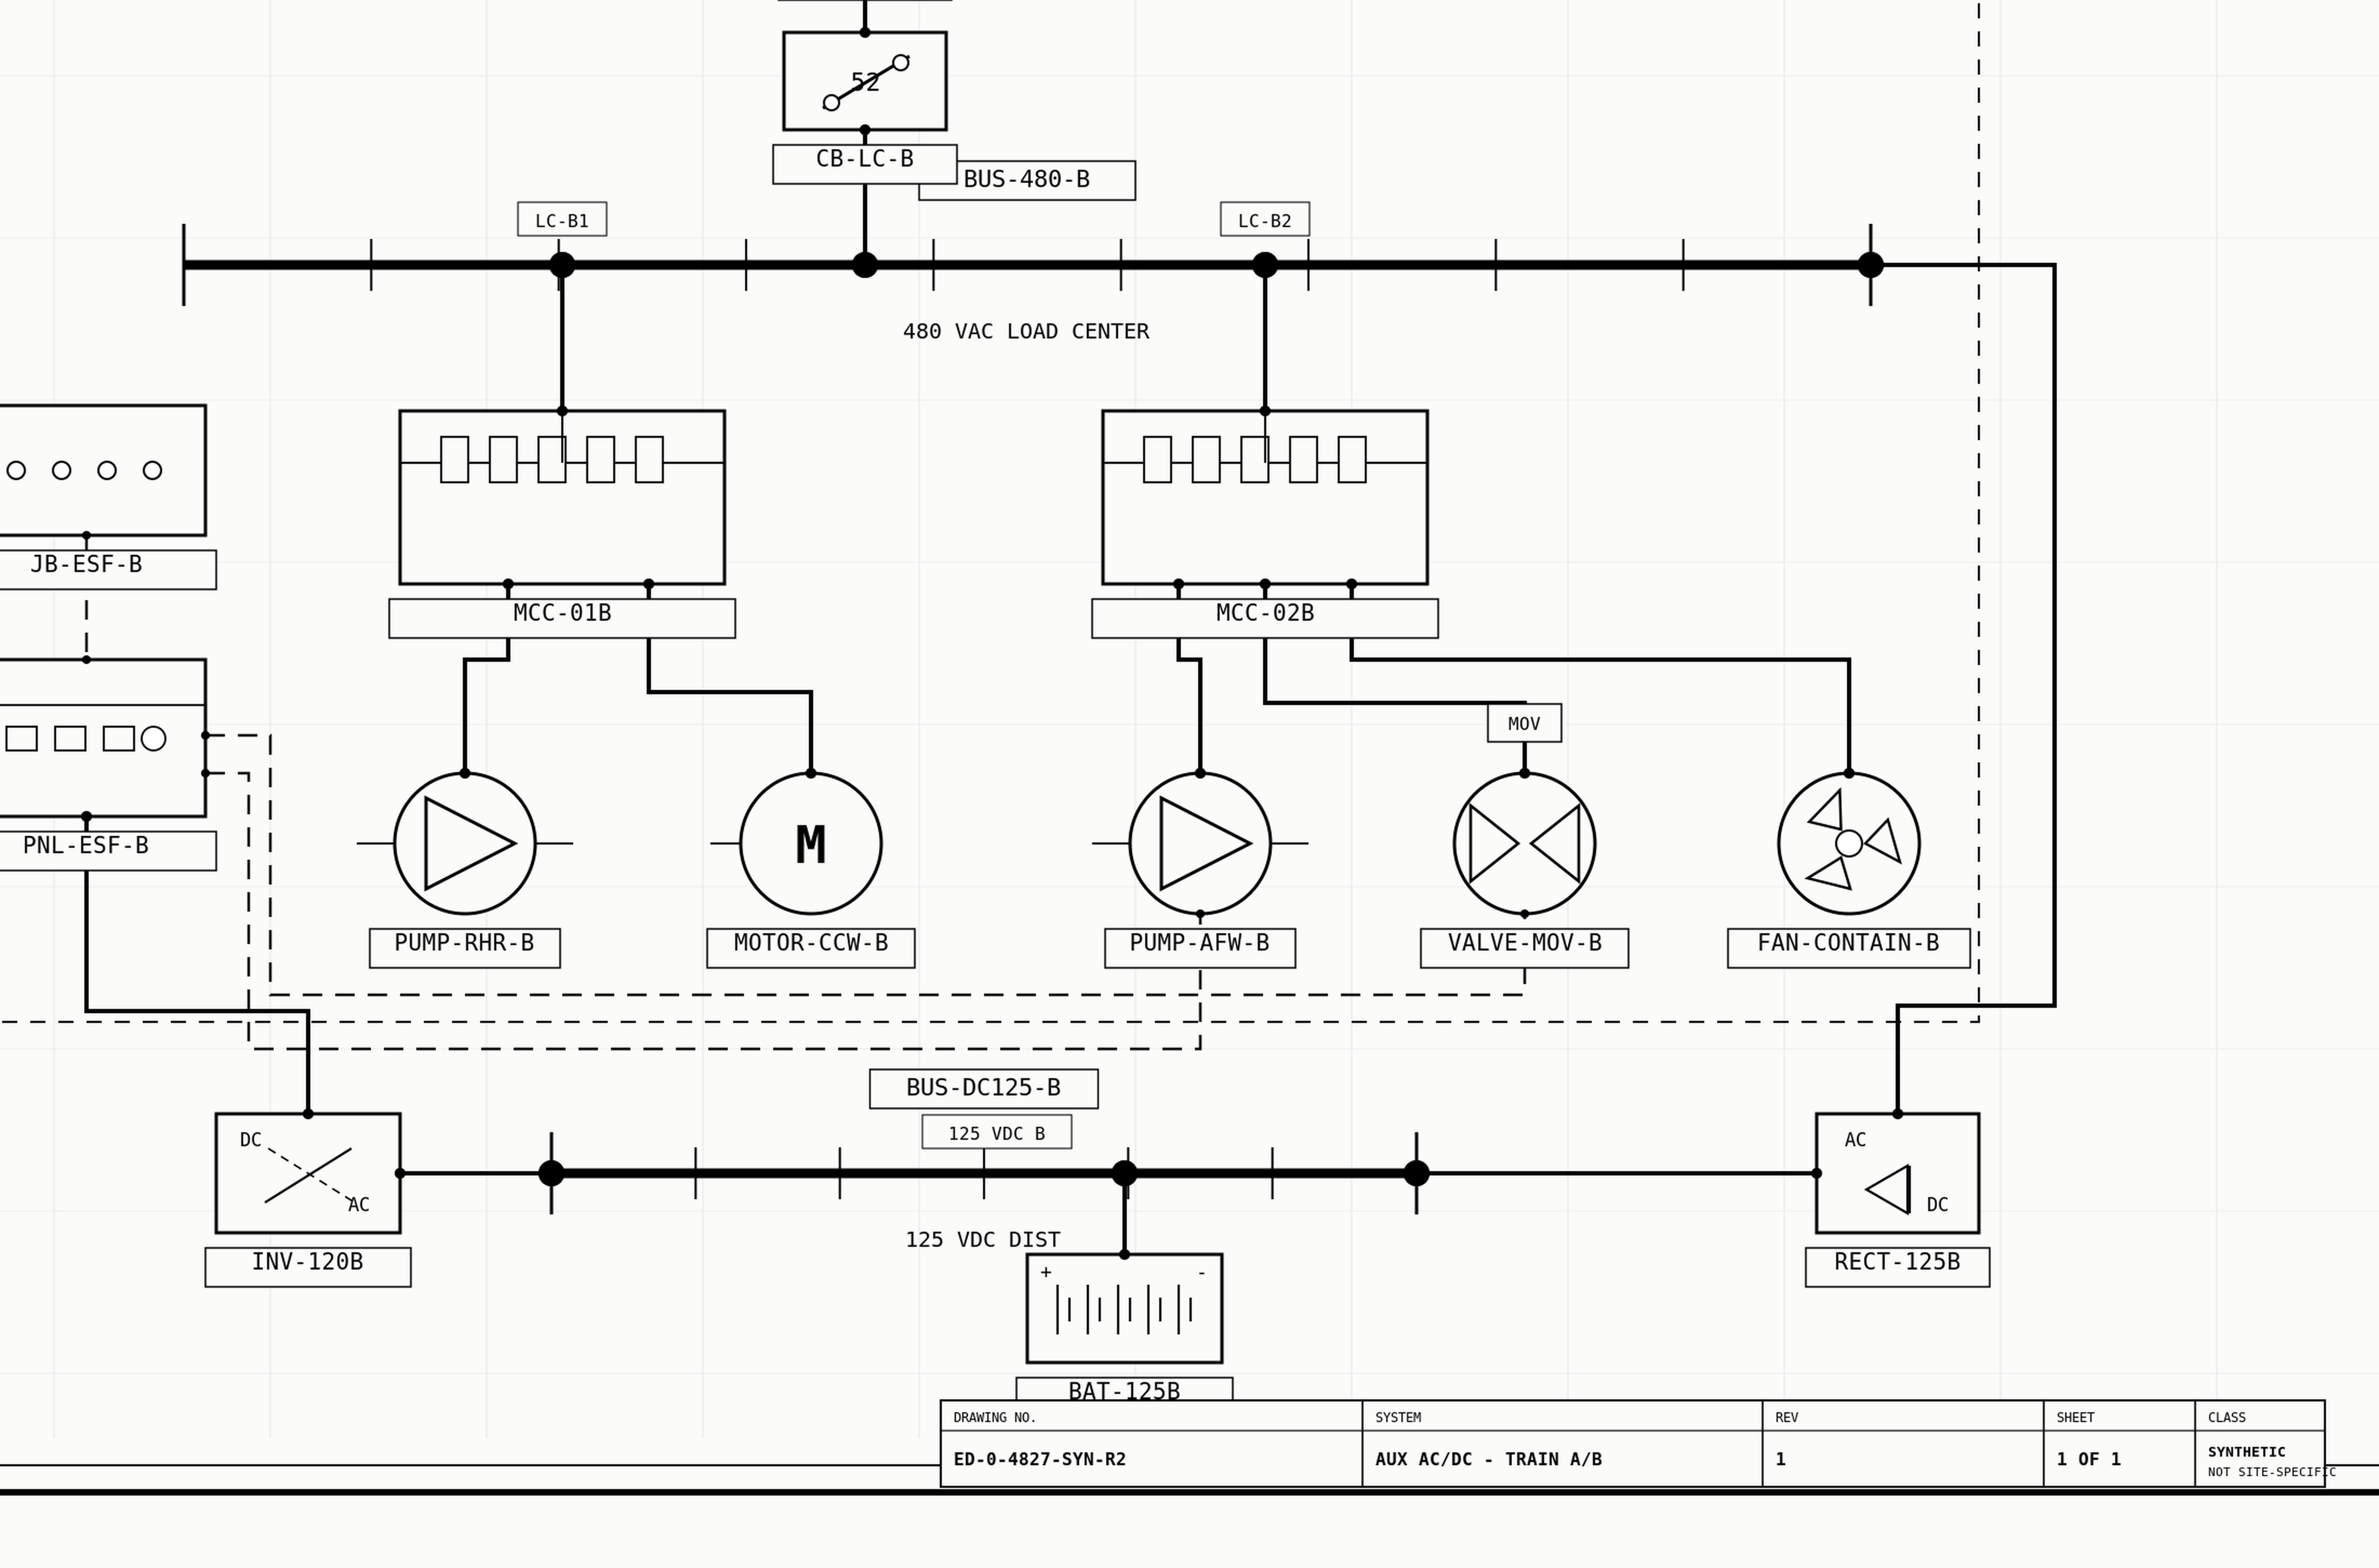 52
CB-LC-B
BUS-480-B
LC-B1
LC-B2
480 VAC LOAD CENTER
JB-ESF-B
MCC-01B
MCC-02B
MOV
PNL-ESF-B
M
PUMP-RHR-B
MOTOR-CCW-B
PUMP-AFW-B
VALVE-MOV-B
FAN-CONTAIN-B
BUS-DC125-B
125 VDC B
DC
AC
AC
DC
125 VDC DIST
INV-120B
RECT-125B
+ -
BAT-125B
DRAWING NO. SYSTEM REV SHEET CLASS
ED-0-4827-SYN-R2 AUX AC/DC - TRAIN A/B 1 1 OF 1 SYNTHETIC
NOT SITE-SPECIFIC